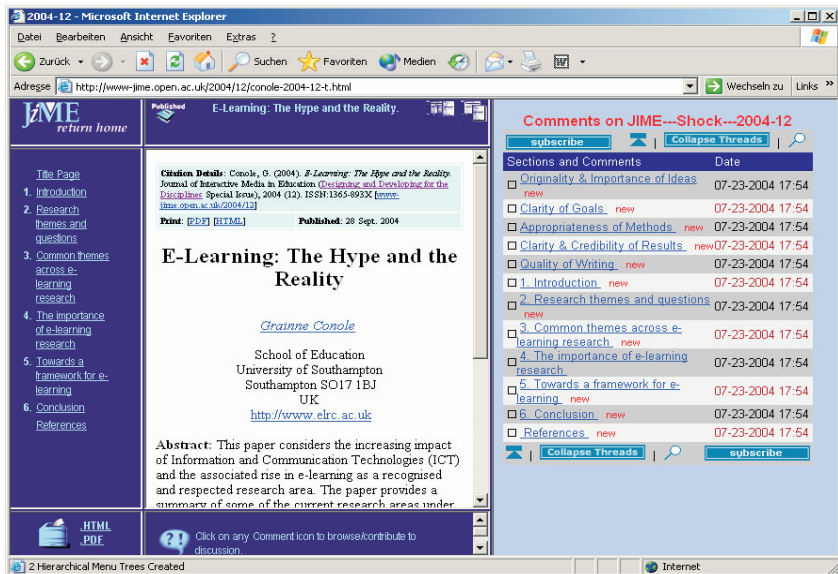 2004-12 - Microsoft Internet Explorer
Datei Bearbeiten Ansicht Favoriten Extras ?
Zurück Suchen Favoriten Medien
Adresse http://www-jime.open.ac.uk/2004/12/conole-2004-12-t.html Wechseln zu Links »
JiME
return home
Published
E-Learning: The Hype and the Reality.
Title Page
1. Introduction
2. Research
themes and
questions
3. Common themes
across e-
learning
research
4. The importance
of e-learning
research
5. Towards a
framework for e-
learning
6. Conclusion
References
.HTML
.PDF
Citation Details: Conole, G. (2004). E-Learning: The Hype and the Reality.
Journal of Interactive Media in Education (Designing and Developing for the
Disciplines Special Issue), 2004 (12). ISSN:1365-893X [www-
jime.open.ac.uk/2004/12]
Print: [PDF] [HTML] Published: 28 Sept. 2004
E-Learning: The Hype and the
Reality
Grainne Conole
School of Education
University of Southampton
Southampton SO17 1BJ
UK
http://www.elrc.ac.uk
Abstract: This paper considers the increasing impact
of Information and Communication Technologies (ICT)
and the associated rise in e-learning as a recognised
and respected research area. The paper provides a
summary of some of the current research areas under
Click on any Comment icon to browse/contribute to
discussion.
Comments on JIME---Shock---2004-12
subscribe | Collapse Threads |
Sections and Comments Date
Originality & Importance of Ideas
new 07-23-2004 17:54
Clarity of Goals new 07-23-2004 17:54
Appropriateness of Methods new 07-23-2004 17:54
Clarity & Credibility of Results new 07-23-2004 17:54
Quality of Writing new 07-23-2004 17:54
1. Introduction new 07-23-2004 17:54
2. Research themes and questions
new 07-23-2004 17:54
3. Common themes across e-
learning research new 07-23-2004 17:54
4. The importance of e-learning
research 07-23-2004 17:54
5. Towards a framework for e-
learning new 07-23-2004 17:54
6. Conclusion new 07-23-2004 17:54
References new 07-23-2004 17:54
| Collapse Threads | subscribe
2 Hierarchical Menu Trees Created Internet